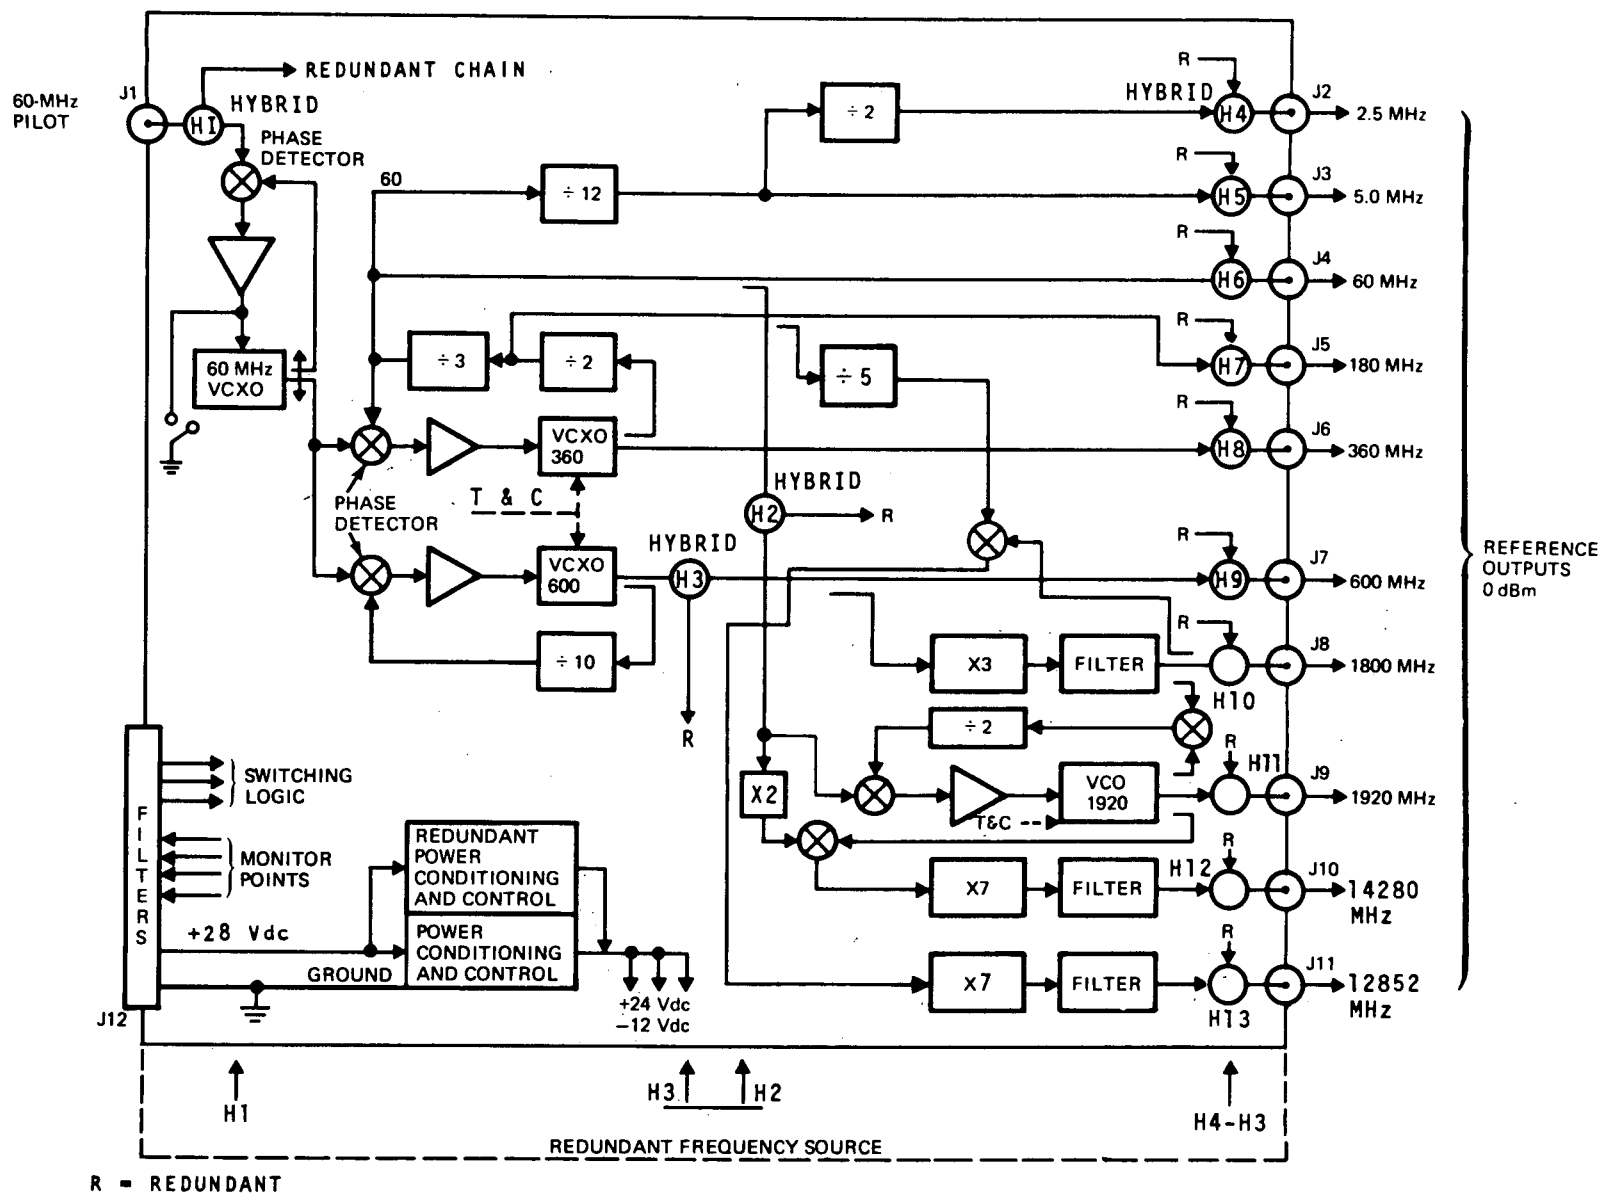 REDUNDANT CHAIN
60-MHz
PILOT
J1
HYBRID
HI
PHASE
DETECTOR
60 MHz
VCXO
60
÷ 12
÷ 2
HYBRID
R
H4
J2
2.5 MHz
R
H5
J3
5.0 MHz
R
H6
J4
60 MHz
÷ 3
÷ 2
÷ 5
R
H7
J5
180 MHz
VCXO
360
R
H8
J6
360 MHz
PHASE
DETECTOR
T & C
HYBRID
H2
R
VCXO
600
HYBRID
H3
R
R
H9
J7
600 MHz
REFERENCE
OUTPUTS
0 dBm
÷ 10
X3
FILTER
R
H10
J8
1800 MHz
÷ 2
X2
VCO
1920
T&C
R
H11
J9
1920 MHz
X7
FILTER
H12
R
J10
14280
MHz
X7
FILTER
R
H13
J11
12852
MHz
FILTERS
SWITCHING
LOGIC
MONITOR
POINTS
+28 Vdc
GROUND
J12
REDUNDANT
POWER
CONDITIONING
AND CONTROL
POWER
CONDITIONING
AND CONTROL
+24 Vdc
−12 Vdc
H1
H3
H2
H4-H3
REDUNDANT FREQUENCY SOURCE
R = REDUNDANT